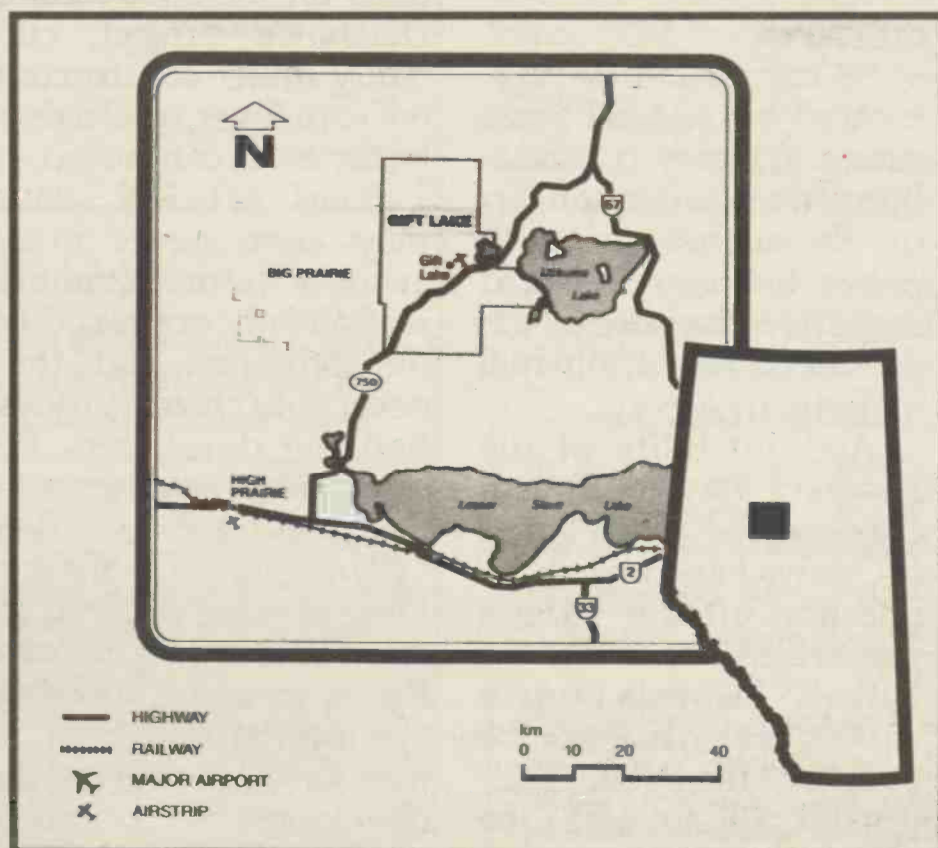 N
67
GIFT LAKE
Gift
Lake
BIG PRAIRIE
Utikuma
Lake
750
HIGH
PRAIRIE
Lesser Slave Lake
2
33
HIGHWAY
RAILWAY
MAJOR AIRPORT
AIRSTRIP
km
0 10 20 40